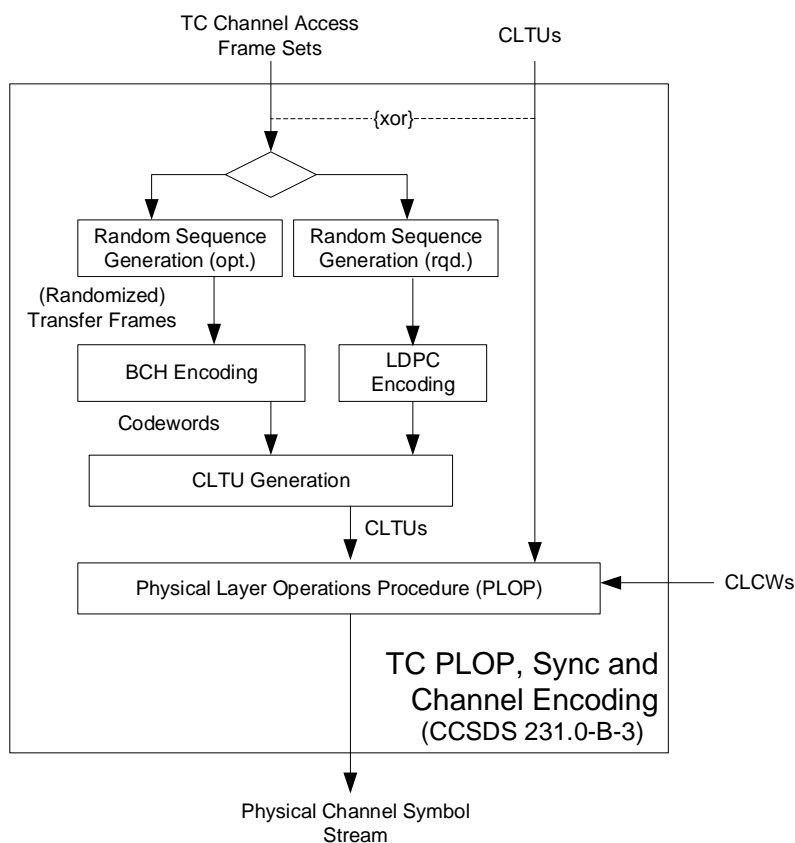 TC Channel Access
Frame Sets
CLTUs
{xor}
Random Sequence
Generation (opt.)
Random Sequence
Generation (rqd.)
(Randomized)
Transfer Frames
BCH Encoding
LDPC
Encoding
Codewords
CLTU Generation
CLTUs
Physical Layer Operations Procedure (PLOP)
CLCWs
TC PLOP, Sync and
Channel Encoding
(CCSDS 231.0-B-3)
Physical Channel Symbol
Stream